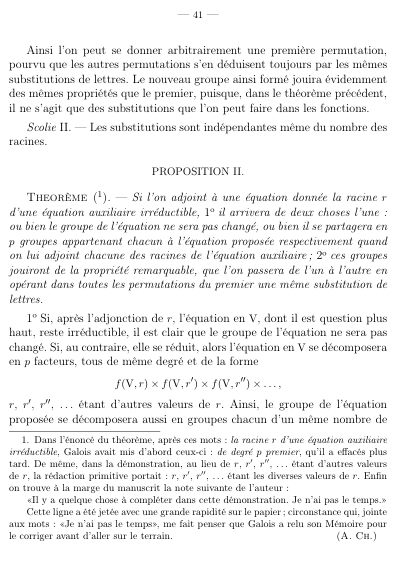 — 41 —
Ainsi l'on peut se donner arbitrairement une première permutation,
pourvu que les autres permutations s'en déduisent toujours par les mêmes
substitutions de lettres. Le nouveau groupe ainsi formé jouira évidemment
des mêmes propriétés que le premier, puisque, dans le théorème précédent,
il ne s'agit que des substitutions que l'on peut faire dans les fonctions.
Scolie II. — Les substitutions sont indépendantes même du nombre des
racines.
PROPOSITION II.
THEORÈME (1). — Si l'on adjoint à une équation donnée la racine r
d'une équation auxiliaire irréductible, 1o il arrivera de deux choses l'une :
ou bien le groupe de l'équation ne sera pas changé, ou bien il se partagera en
p groupes appartenant chacun à l'équation proposée respectivement quand
on lui adjoint chacune des racines de l'équation auxiliaire ; 2o ces groupes
jouiront de la propriété remarquable, que l'on passera de l'un à l'autre en
opérant dans toutes les permutations du premier une même substitution de
lettres.
1o Si, après l'adjonction de r, l'équation en V, dont il est question plus
haut, reste irréductible, il est clair que le groupe de l'équation ne sera pas
changé. Si, au contraire, elle se réduit, alors l'équation en V se décomposera
en p facteurs, tous de même degré et de la forme
f(V, r) × f(V, r′) × f(V, r″) × . . . ,
r, r′, r″, . . . étant d'autres valeurs de r. Ainsi, le groupe de l'équation
proposée se décomposera aussi en groupes chacun d'un même nombre de
1. Dans l'énoncé du théorème, après ces mots : la racine r d'une équation auxiliaire
irréductible, Galois avait mis d'abord ceux-ci : de degré p premier, qu'il a effacés plus
tard. De même, dans la démonstration, au lieu de r, r′, r″, . . . étant d'autres valeurs
de r, la rédaction primitive portait : r, r′, r″, . . . étant les diverses valeurs de r. Enfin
on trouve à la marge du manuscrit la note suivante de l'auteur :
«Il y a quelque chose à compléter dans cette démonstration. Je n'ai pas le temps.»
Cette ligne a été jetée avec une grande rapidité sur le papier ; circonstance qui, jointe
aux mots : «Je n'ai pas le temps», me fait penser que Galois a relu son Mémoire pour
le corriger avant d'aller sur le terrain. (A. CH.)